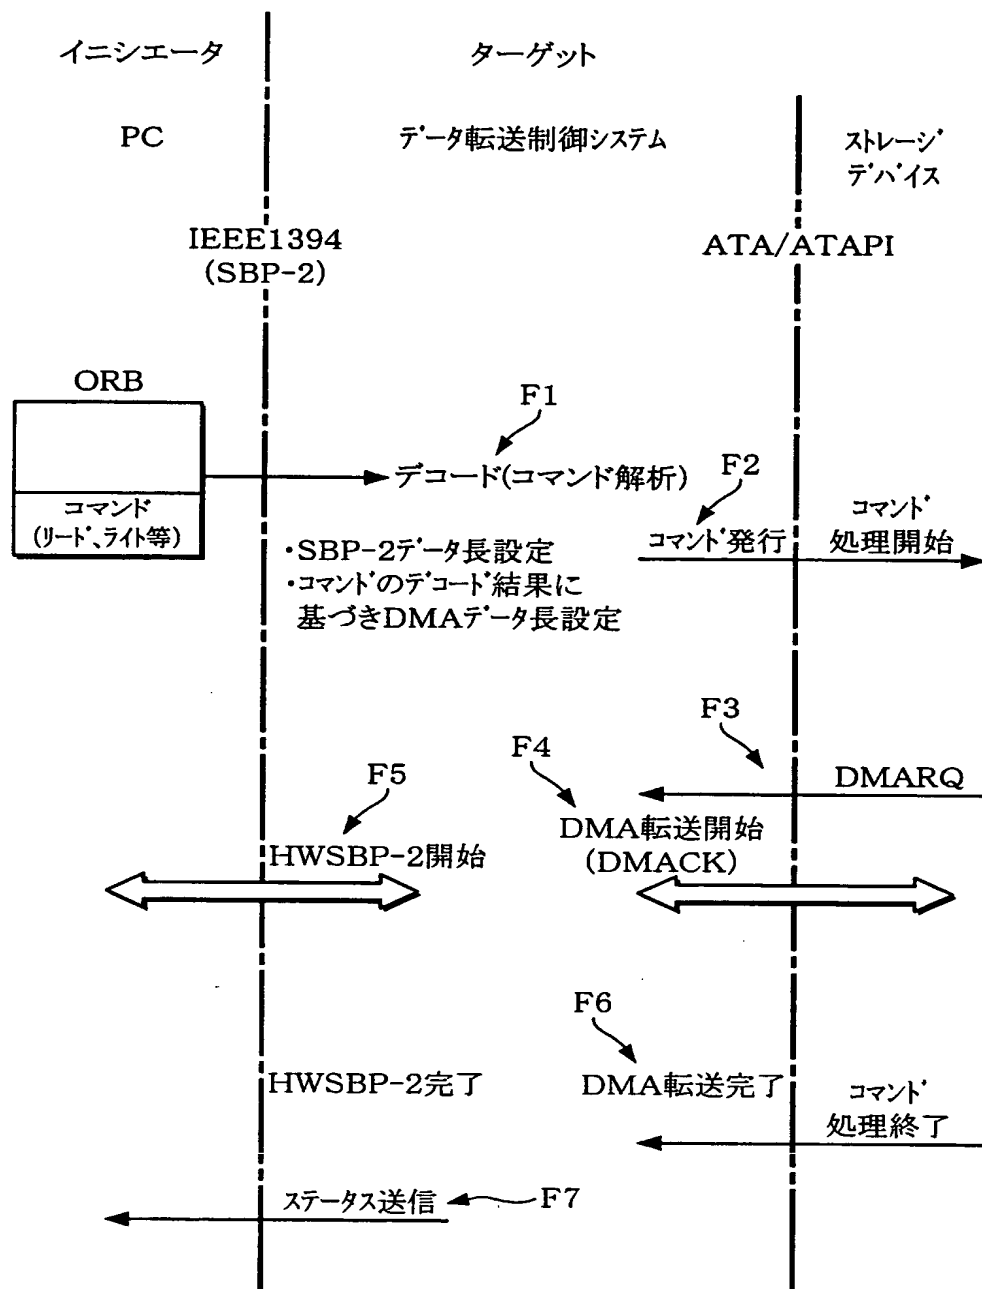 イニシエータ
ターゲット
PC
データ転送制御システム
ストレージ
デバイス
IEEE1394
(SBP-2)
ATA/ATAPI
ORB
F1
デコード(コマンド解析)
コマンド
(リード、ライト等)
F2
コマンド発行
コマンド
処理開始
・SBP-2データ長設定
・コマンドのデコード結果に
基づきDMAデータ長設定
F3
DMARQ
F4
DMA転送開始
(DMACK)
F5
HWSBP-2開始
F6
HWSBP-2完了
DMA転送完了
コマンド
処理終了
ステータス送信
F7